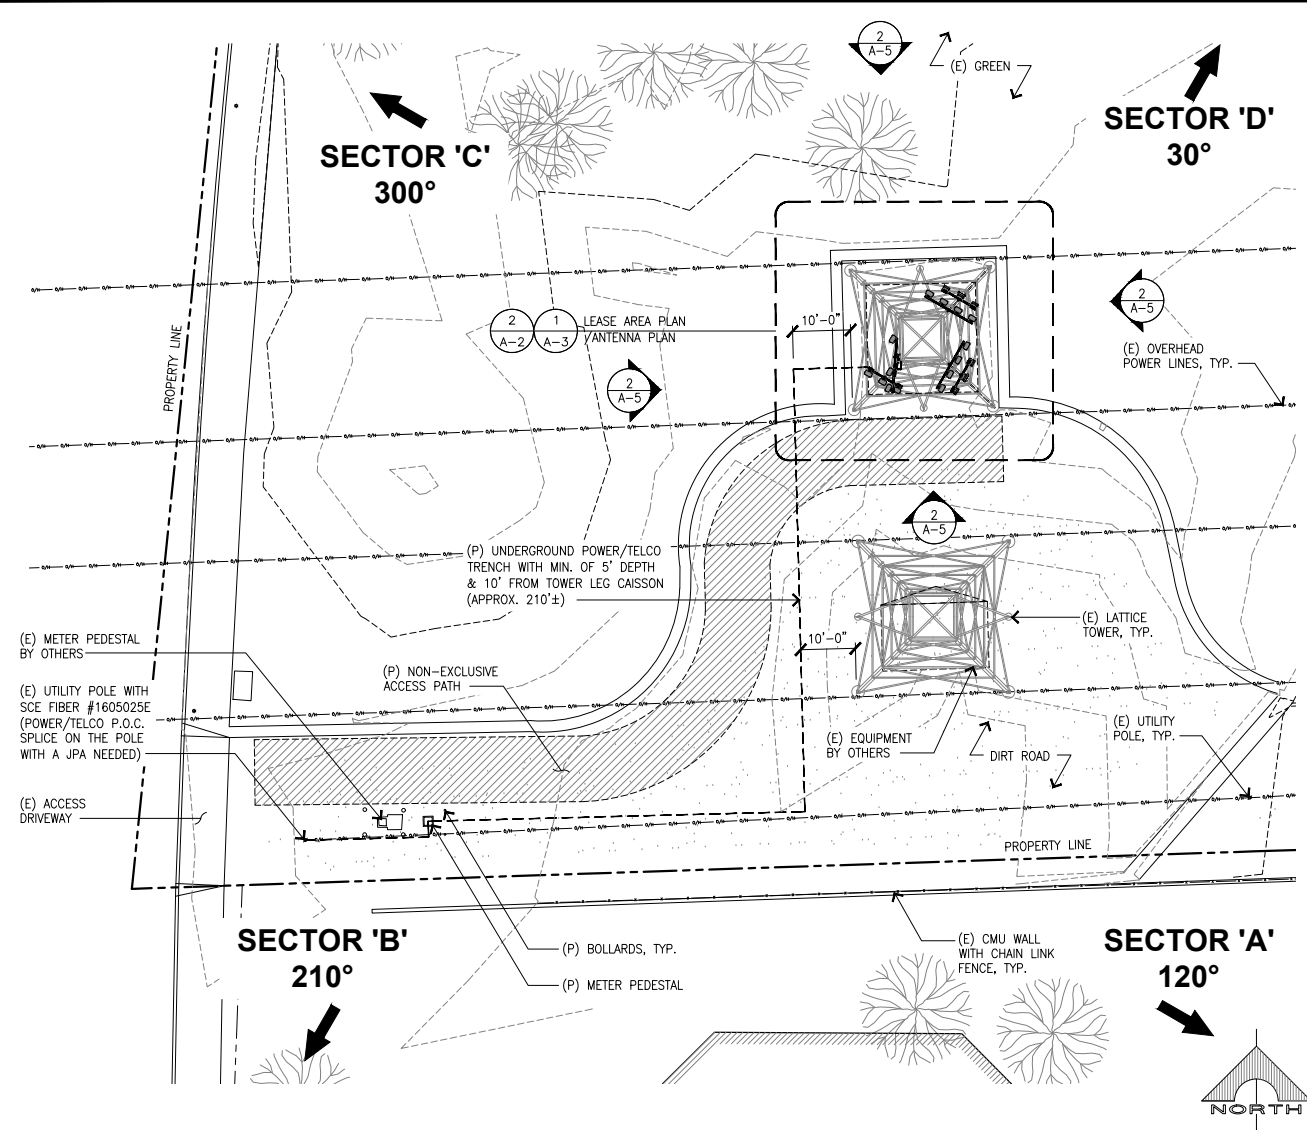 2
A-5
(E) GREEN
SECTOR 'C'
300°
SECTOR 'D'
30°
PROPERTY LINE
2
A-2
1
A-3
LEASE AREA PLAN
/ANTENNA PLAN
10'-0"
2
A-5
2
A-5
(E) OVERHEAD
POWER LINES, TYP.
2
A-5
(P) UNDERGROUND POWER/TELCO
TRENCH WITH MIN. OF 5' DEPTH
& 10' FROM TOWER LEG CAISSON
(APPROX. 210'±)
10'-0"
(E) LATTICE
TOWER, TYP.
(E) METER PEDESTAL
BY OTHERS
(P) NON-EXCLUSIVE
ACCESS PATH
(E) UTILITY POLE WITH
SCE FIBER #1605025E
(POWER/TELCO P.O.C.
SPLICE ON THE POLE
WITH A JPA NEEDED)
(E) EQUIPMENT
BY OTHERS
DIRT ROAD
(E) UTILITY
POLE, TYP.
(E) ACCESS
DRIVEWAY
PROPERTY LINE
SECTOR 'B'
210°
(P) BOLLARDS, TYP.
(P) METER PEDESTAL
(E) CMU WALL
WITH CHAIN LINK
FENCE, TYP.
SECTOR 'A'
120°
NORTH